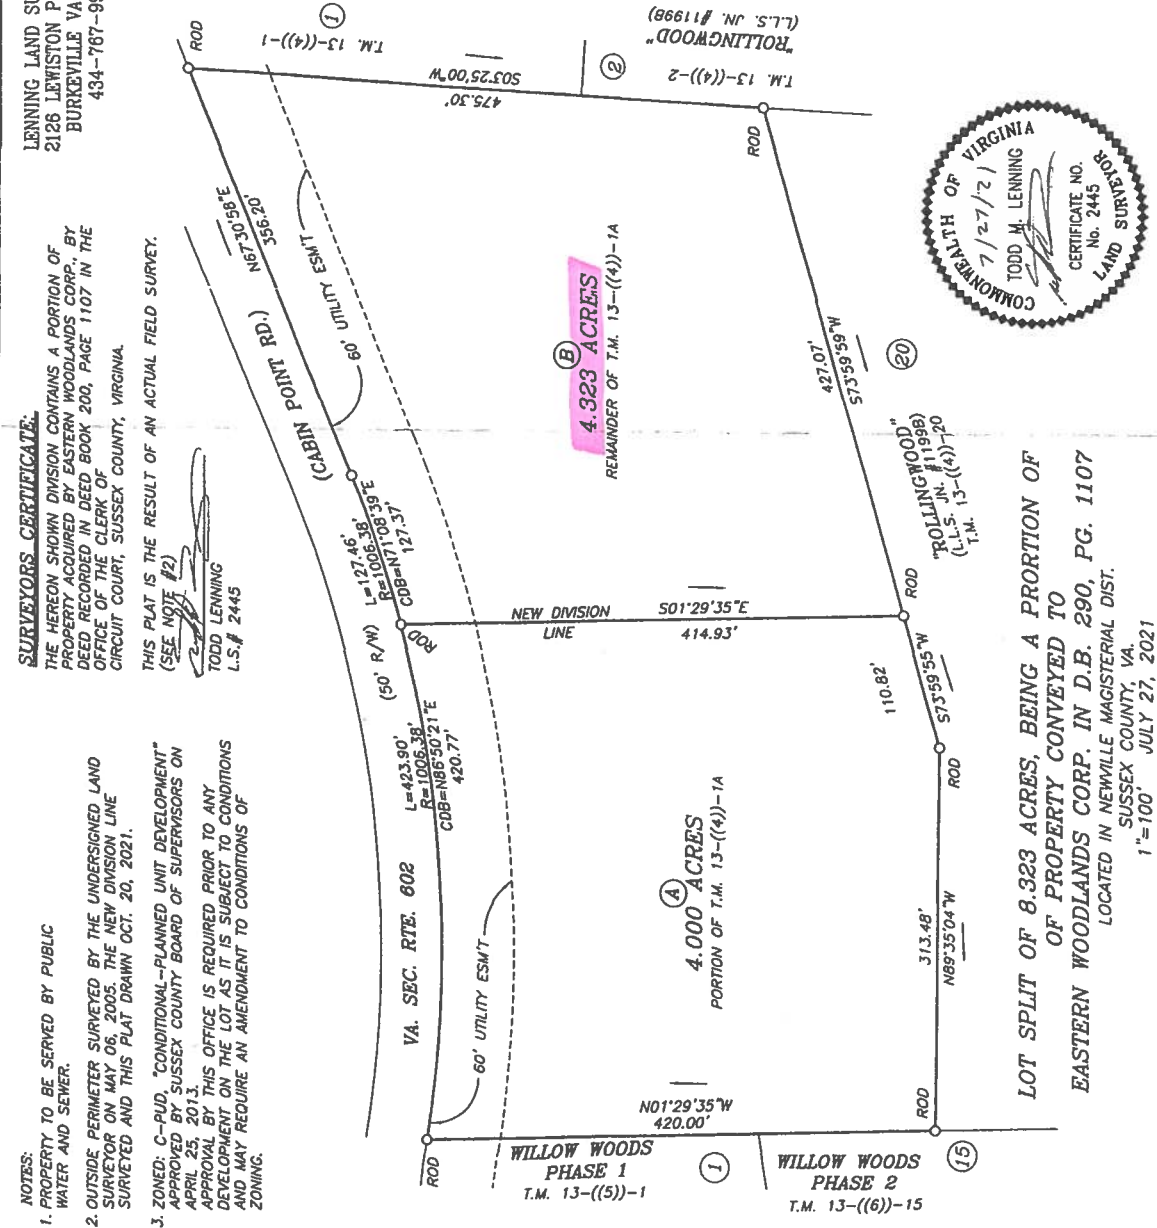 NOTES:
1. PROPERTY TO BE SERVED BY PUBLIC
WATER AND SEWER.
2. OUTSIDE PERIMETER SURVEYED BY THE UNDERSIGNED LAND
SURVEYOR ON MAY 06, 2005. THE NEW DIVISION LINE
SURVEYED AND THIS PLAT DRAWN OCT. 20, 2021.
3. ZONED: C-PUD, "CONDITIONAL-PLANNED UNIT DEVELOPMENT"
APPROVED BY SUSSEX COUNTY BOARD OF SUPERVISORS ON
APRIL 25, 2013.
APPROVAL BY THIS OFFICE IS REQUIRED PRIOR TO ANY
DEVELOPMENT ON THE LOT AS IT IS SUBJECT TO CONDITIONS
AND MAY REQUIRE AN AMENDMENT TO CONDITIONS OF
ZONING.
SURVEYORS CERTIFICATE:
THE HEREON SHOWN DIVISION CONTAINS A PORTION OF
PROPERTY ACQUIRED BY EASTERN WOODLANDS CORP., BY
DEED RECORDED IN DEED BOOK 200, PAGE 1107 IN THE
OFFICE OF THE CLERK OF
CIRCUIT COURT, SUSSEX COUNTY, VIRGINIA.
THIS PLAT IS THE RESULT OF AN ACTUAL FIELD SURVEY.
(SEE NOTE #2)
TODD LENNING
L.S.# 2445
LENNING LAND SU
2126 LEWISTON P
BURKEVILLE VA
434-767-99
VA. SEC. RTE. 602
(50' R/W)
(CABIN POINT RD.)
L=423.90'
R=1006.38'
CDB=N86°50'21"E
420.77'
L=127.46'
R=1006.38'
CDB=N71°08'39"E
127.37'
N67°30'58"E
356.20'
60' UTILITY ESM'T
60' UTILITY ESM'T
ROD
ROD
ROD
ROD
ROD
ROD
ROD
S03°25'00"W
475.30'
T.M. 13-((4))-1
1
2
T.M. 13-((4))-2
"ROLLINGWOOD"
(L.L.S. JN. #1199B)
B
4.323 ACRES
REMAINDER OF T.M. 13-((4))-1A
NEW DIVISION
LINE
S01°29'35"E
414.93'
A
4.000 ACRES
PORTION OF T.M. 13-((4))-1A
427.07'
S73°59'59"W
20
"ROLLINGWOOD"
(L.L.S. JN. #1199B)
T.M. 13-((4))-20
110.82'
S73°59'55"W
313.48'
N89°35'04"W
N01°29'35"W
420.00'
WILLOW WOODS
PHASE 1
T.M. 13-((5))-1
1
WILLOW WOODS
PHASE 2
T.M. 13-((6))-15
15
COMMONWEALTH OF VIRGINIA
7/27/21
TODD M. LENNING
CERTIFICATE NO.
No. 2445
LAND SURVEYOR
LOT SPLIT OF 8.323 ACRES, BEING A PRORTION OF
OF PROPERTY CONVEYED TO
EASTERN WOODLANDS CORP. IN D.B. 290, PG. 1107
LOCATED IN NEWVILLE MAGISTERIAL DIST.
SUSSEX COUNTY, VA.
1"=100' JULY 27, 2021